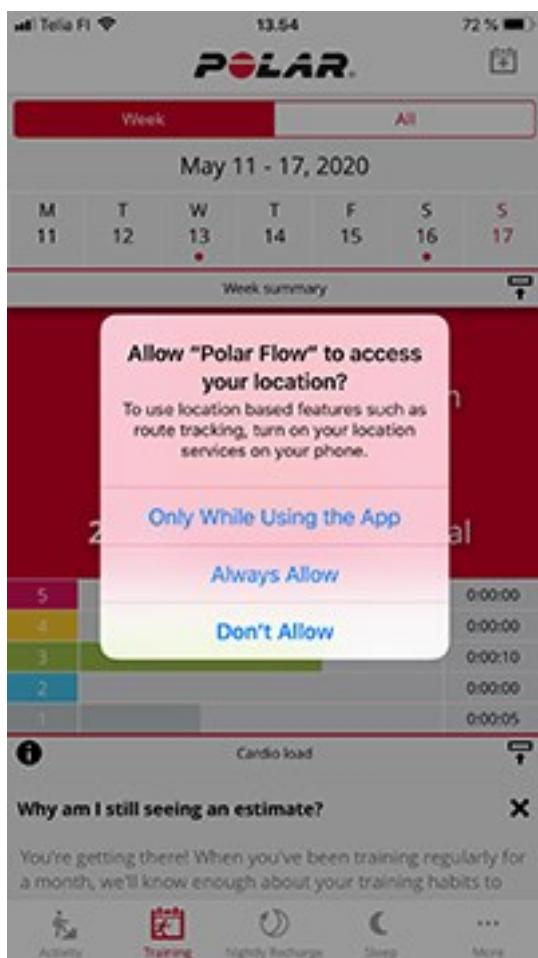 Telia FI 13.54 72 %
POLAR.
Week All
May 11 - 17, 2020
M T W T F S S
11 12 13 14 15 16 17
Week summary
Allow "Polar Flow" to access
your location?
To use location based features such as
route tracking, turn on your location
services on your phone.
Only While Using the App
2 al
Always Allow
5 0:00:00
Don't Allow
4 0:00:00
3 0:00:10
2 0:00:00
1 0:00:05
Cardio load
Why am I still seeing an estimate?
You're getting there! When you've been training regularly for
a month, we'll know enough about your training habits to
Activity Training Nightly Recharge Sleep More